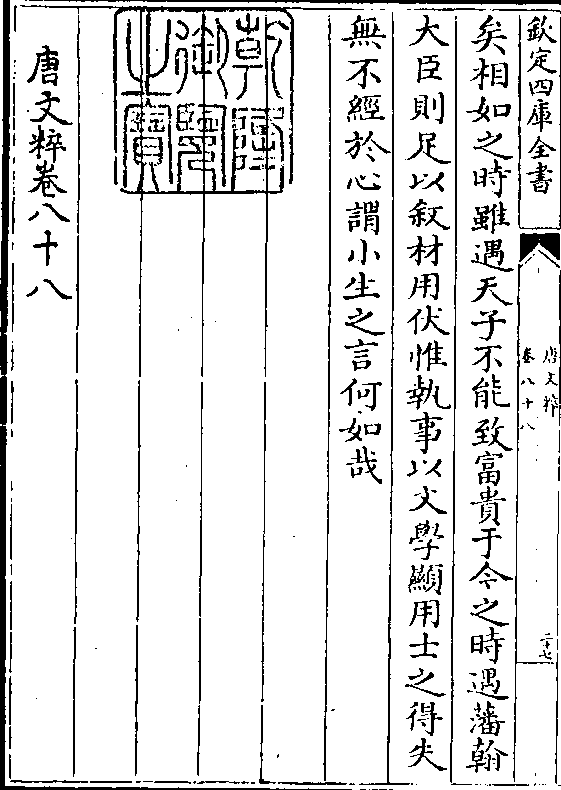 欽定四庫全書
唐文粹
卷八十八
二十七
矣相如之時雖遇天子不能致富貴于今之時遇藩翰
大臣則足以叙材用伏惟執事以文學顯用士之得失
無不經於心謂小生之言何如哉
乾隆
御覽
之寶
唐文粹卷八十八